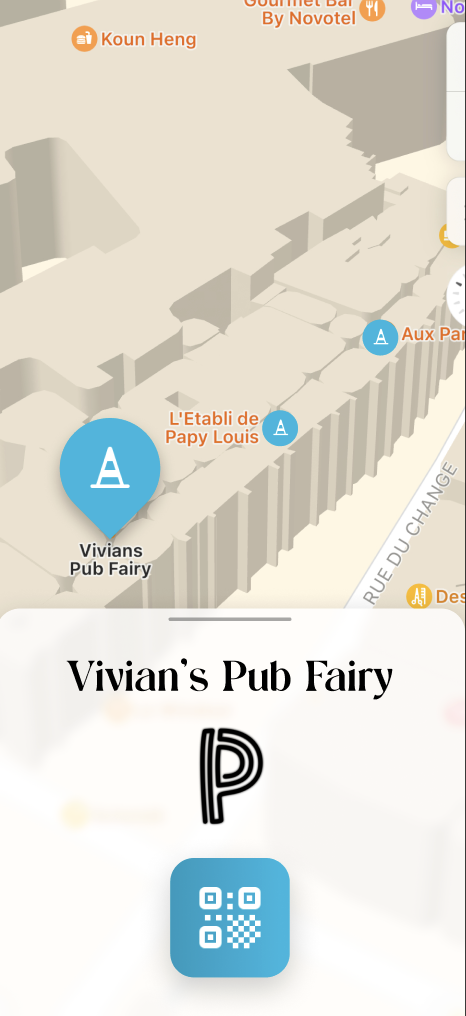 Gourmet Bar
By Novotel
No
Koun Heng
Aux Par
L'Etabli de
Papy Louis
Vivians
Pub Fairy
RUE DU CHANGE
Des
Vivian's Pub Fairy
P